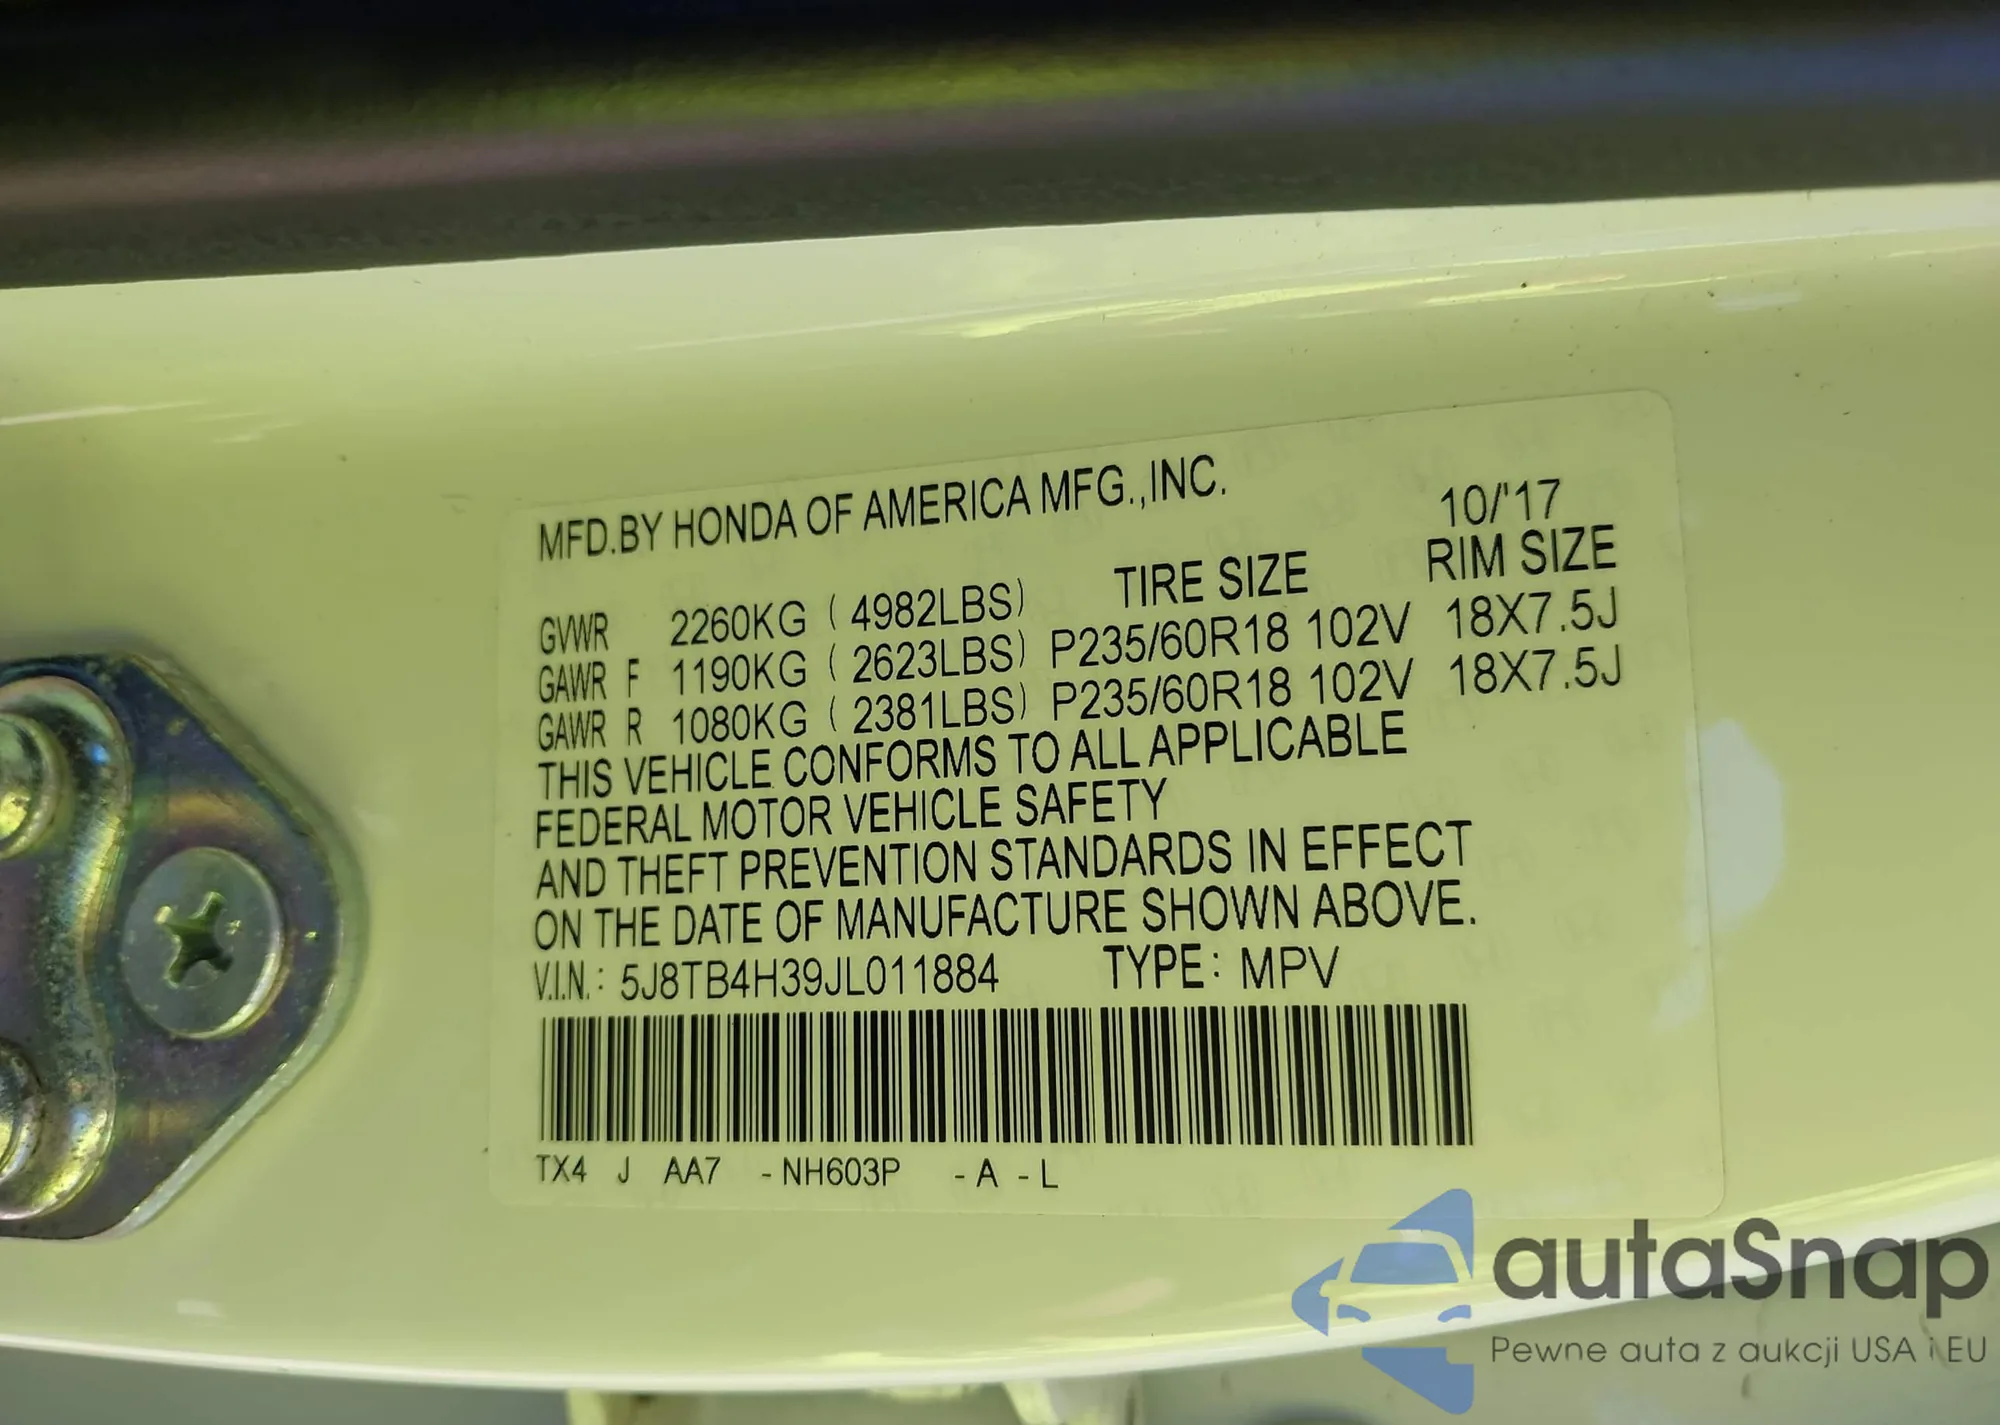 MFD.BY HONDA OF AMERICA MFG.,INC. 10/'17
TIRE SIZE RIM SIZE
GVWR 2260KG ( 4982LBS)
GAWR F 1190KG ( 2623LBS) P235/60R18 102V 18X7.5J
GAWR R 1080KG ( 2381LBS) P235/60R18 102V 18X7.5J
THIS VEHICLE CONFORMS TO ALL APPLICABLE
FEDERAL MOTOR VEHICLE SAFETY
AND THEFT PREVENTION STANDARDS IN EFFECT
ON THE DATE OF MANUFACTURE SHOWN ABOVE.
V.I.N.: 5J8TB4H39JL011884 TYPE: MPV
TX4 J AA7 -NH603P -A -L
autaSnap
Pewne auta z aukcji USA i EU